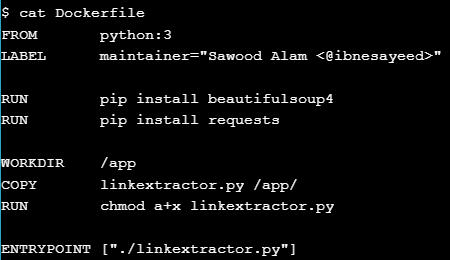 $ cat Dockerfile
FROM       python:3
LABEL      maintainer="Sawood Alam <@ibnesayeed>"
RUN        pip install beautifulsoup4
RUN        pip install requests
WORKDIR    /app
COPY       linkextractor.py /app/
RUN        chmod a+x linkextractor.py
ENTRYPOINT ["./linkextractor.py"]